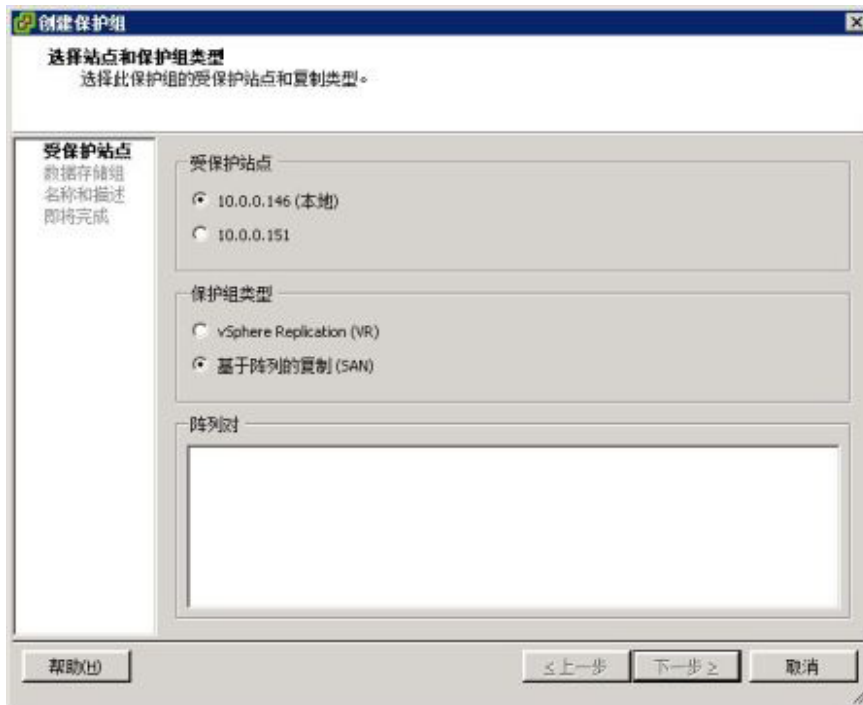 创建保护组
选择站点和保护组类型
选择此保护组的受保护站点和复制类型。
受保护站点
数据存储组
名称和描述
即将完成
受保护站点
10.0.0.146 (本地)
10.0.0.151
保护组类型
vSphere Replication (VR)
基于阵列的复制 (SAN)
阵列对
帮助(H)
≤上一步
下一步≥
取消